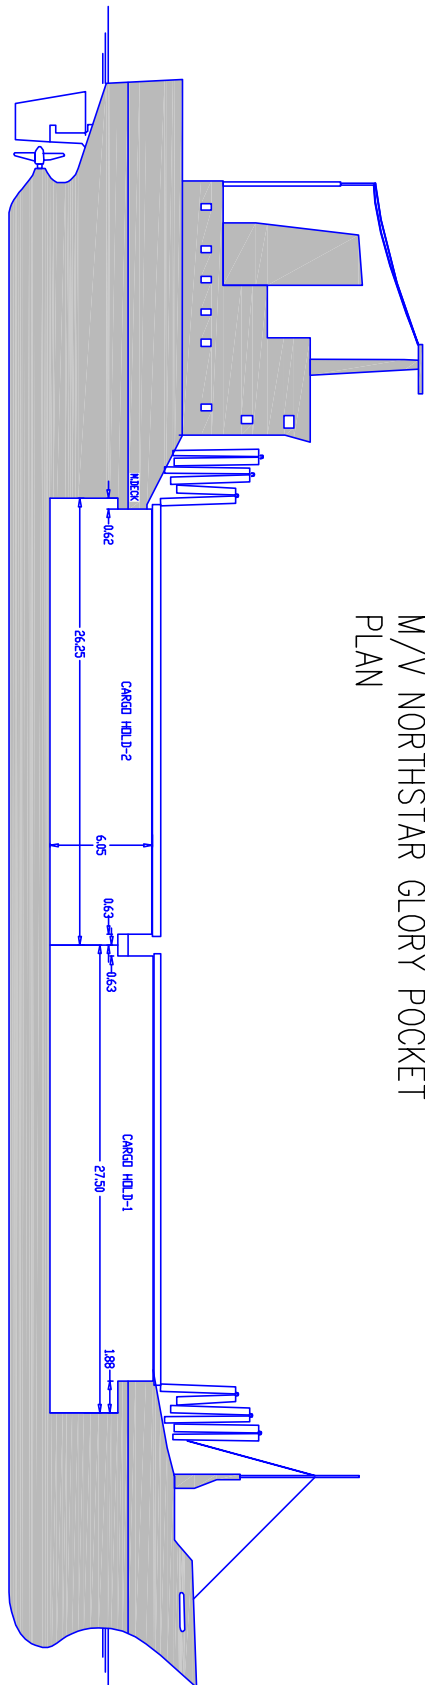 M/V NORTHSTAR GLORY POCKET
PLAN
M.DECK
0.62
26.25
CARGO HOLD-2
6.05
0.63
0.63
CARGO HOLD-1
27.50
1.88